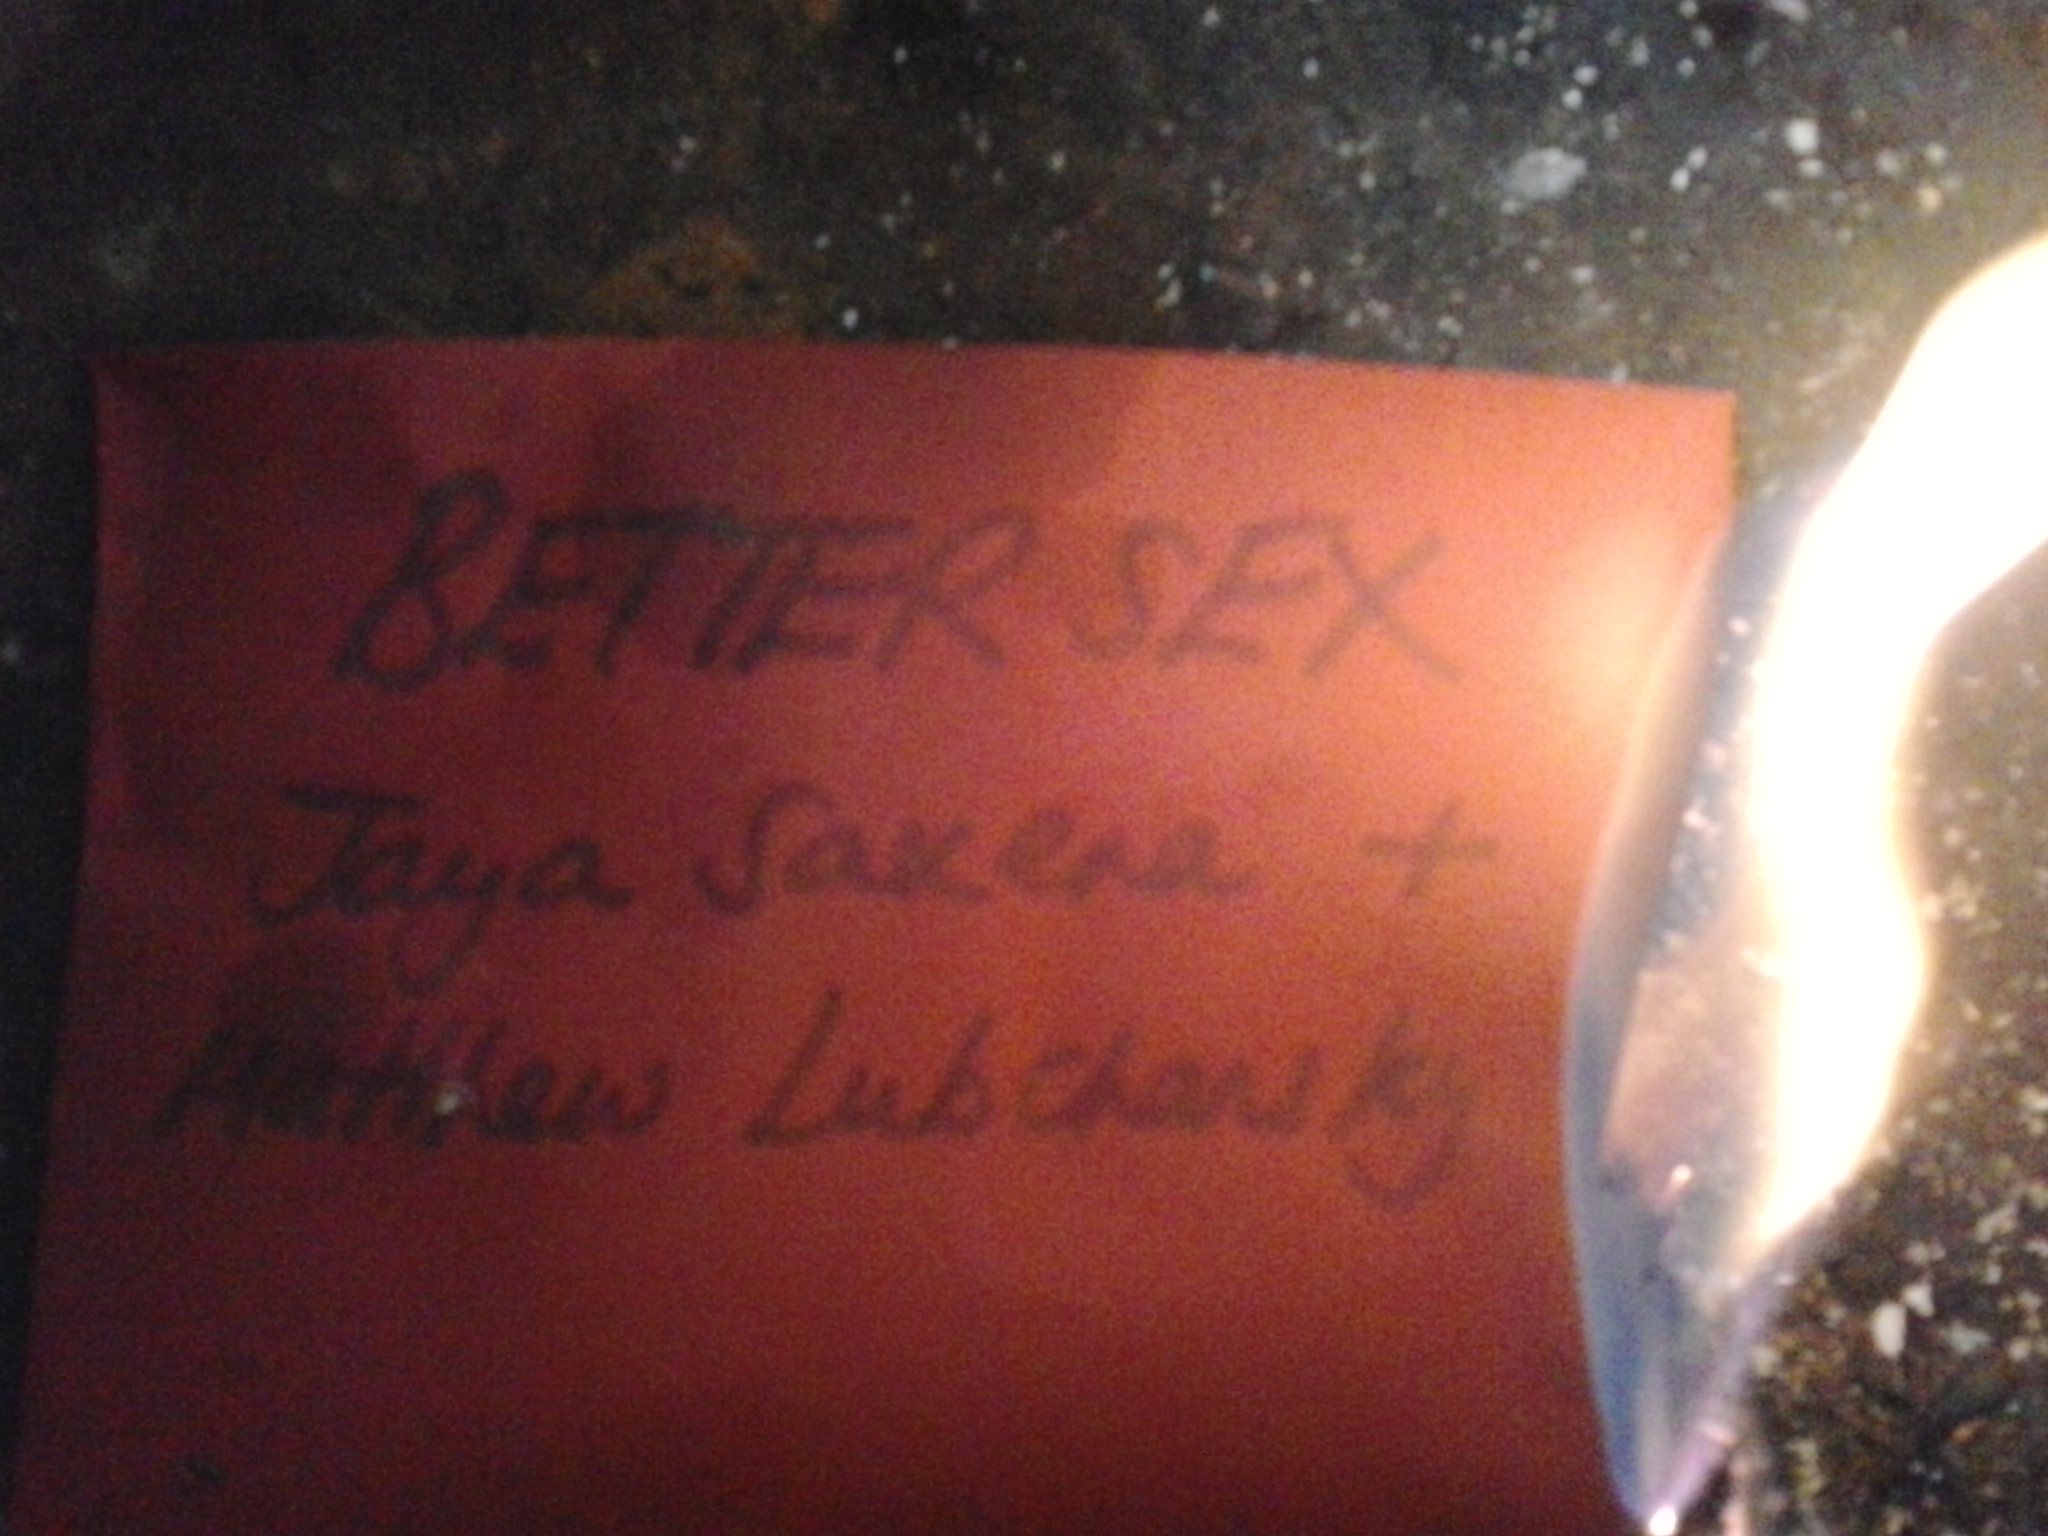 BETTER SEX
Jaya Saxena +
Matthew Lubchansky